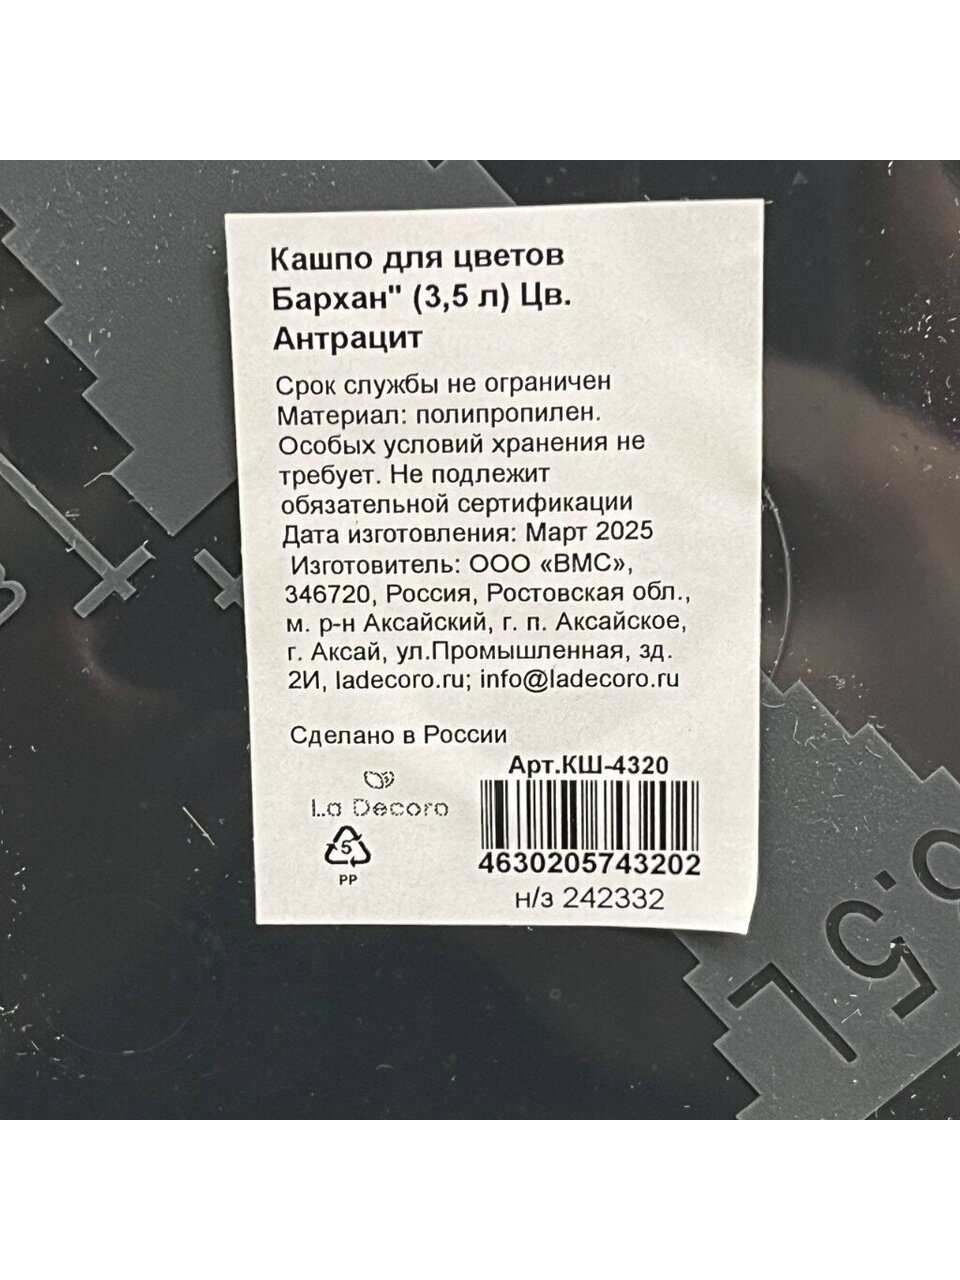 Кашпо для цветов
Бархан" (3,5 л) Цв.
Антрацит
Срок службы не ограничен
Материал: полипропилен.
Особых условий хранения не
требует. Не подлежит
обязательной сертификации
Дата изготовления: Март 2025
Изготовитель: ООО «ВМС»,
346720, Россия, Ростовская обл.,
м. р-н Аксайский, г. п. Аксайское,
г. Аксай, ул.Промышленная, зд.
2И, ladecoro.ru; info@ladecoro.ru
Сделано в России
Арт.КШ-4320
La Decoro
5
PP
4630205743202
н/з 242332